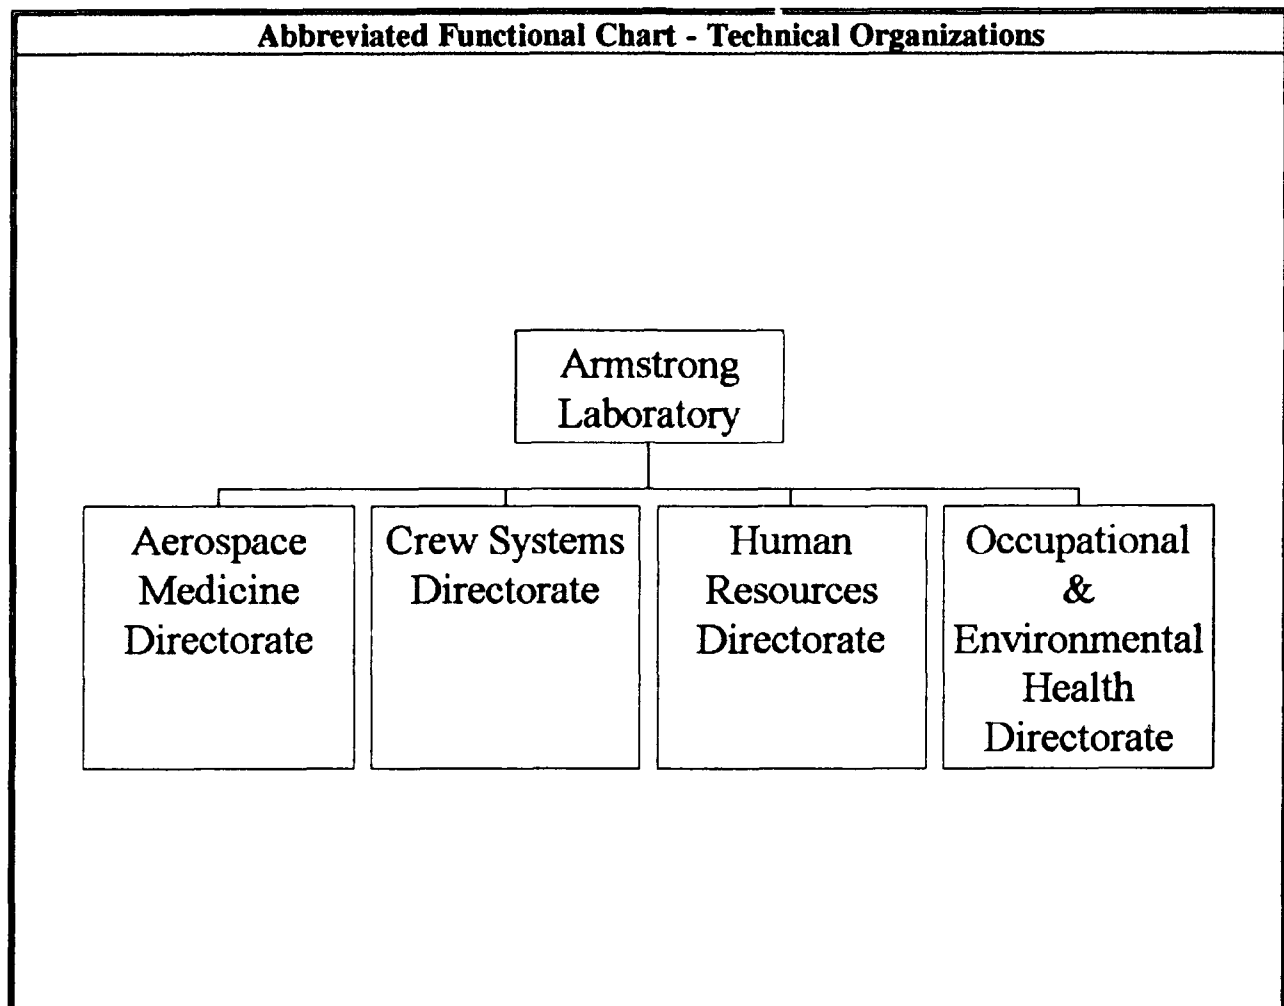 Abbreviated Functional Chart - Technical Organizations
Armstrong
Laboratory
Aerospace
Medicine
Directorate
Crew Systems
Directorate
Human
Resources
Directorate
Occupational
&
Environmental
Health
Directorate